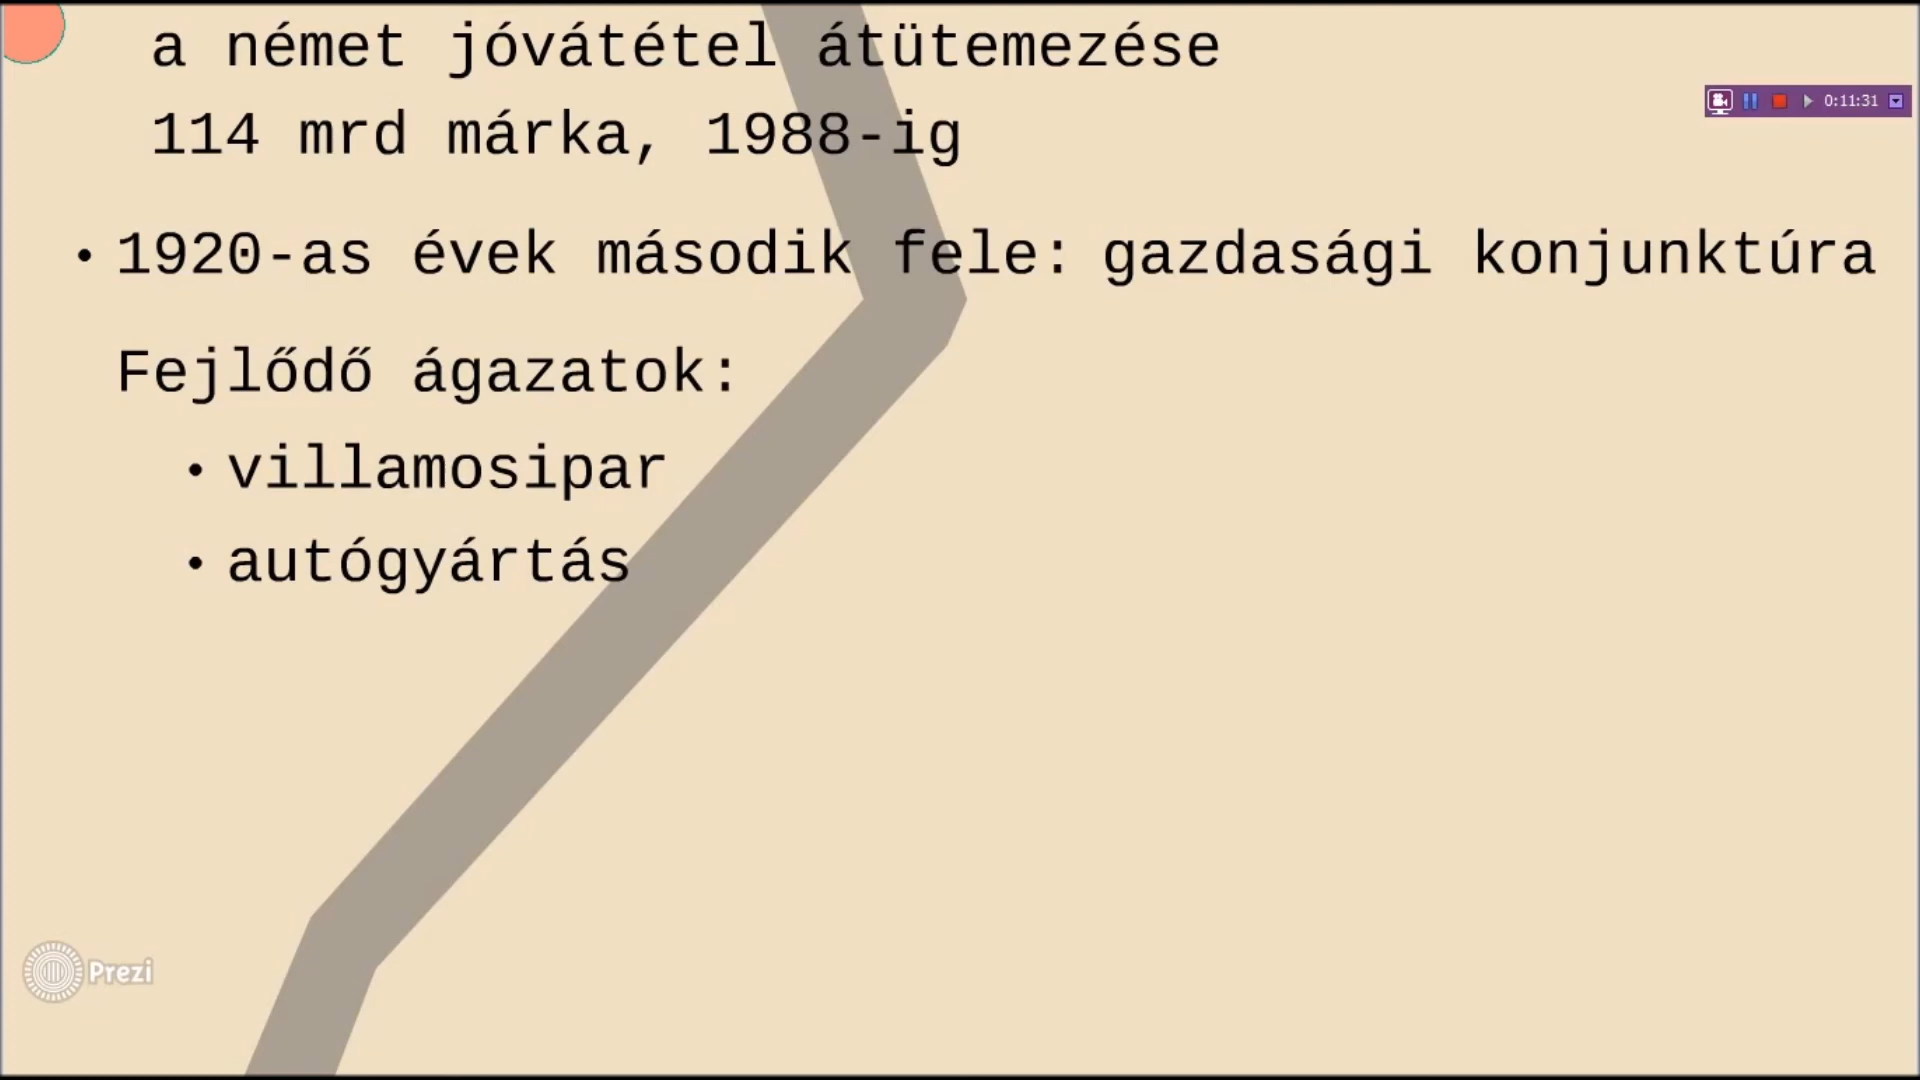 a német jóvátétel átütemezése
114 mrd márka, 1988-ig
0:11:31
• 1920-as évek második fele: gazdasági konjunktúra
Fejlődő ágazatok:
• villamosipar
• autógyártás
Prezi